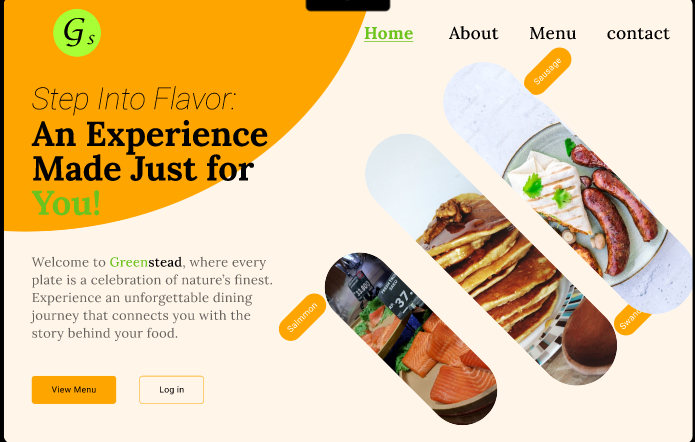 Gs
Home About Menu contact
Sausage
Step Into Flavor:
An Experience
Made Just for
You!
Welcome to Greenstead, where every
plate is a celebration of nature's finest.
Experience an unforgettable dining
journey that connects you with the
story behind your food.
Salmmon
37.
View Menu
Log in